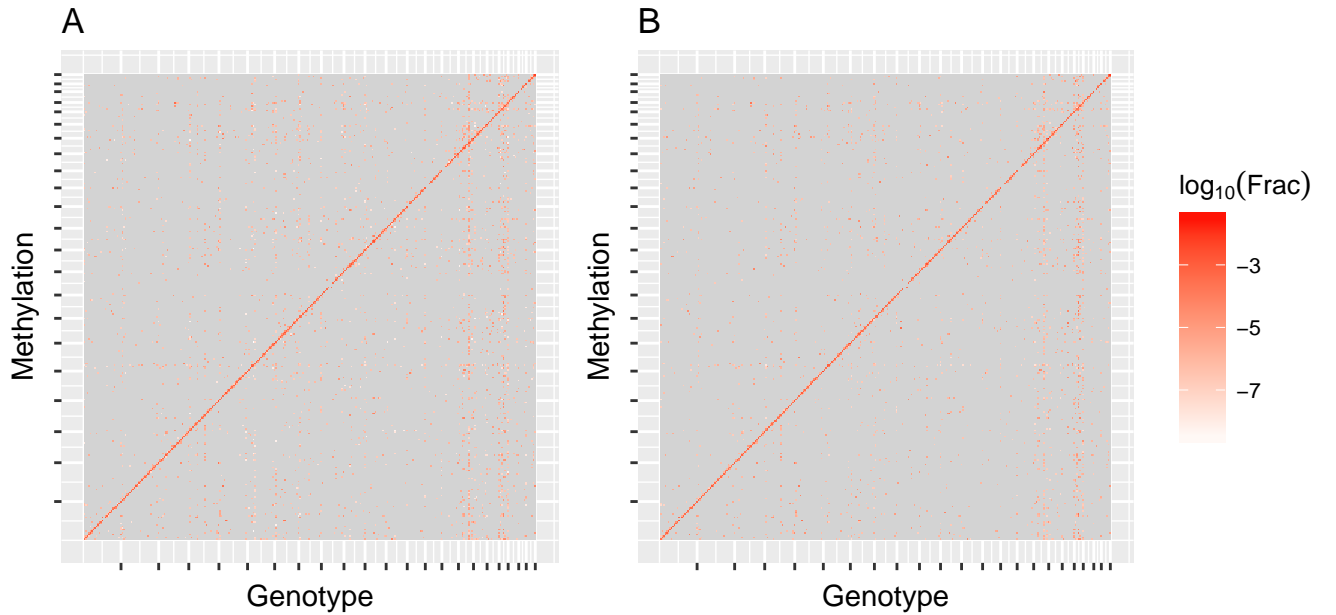 A
B
Methylation
Genotype
Methylation
Genotype
log₁₀(Frac)
−3
−5
−7